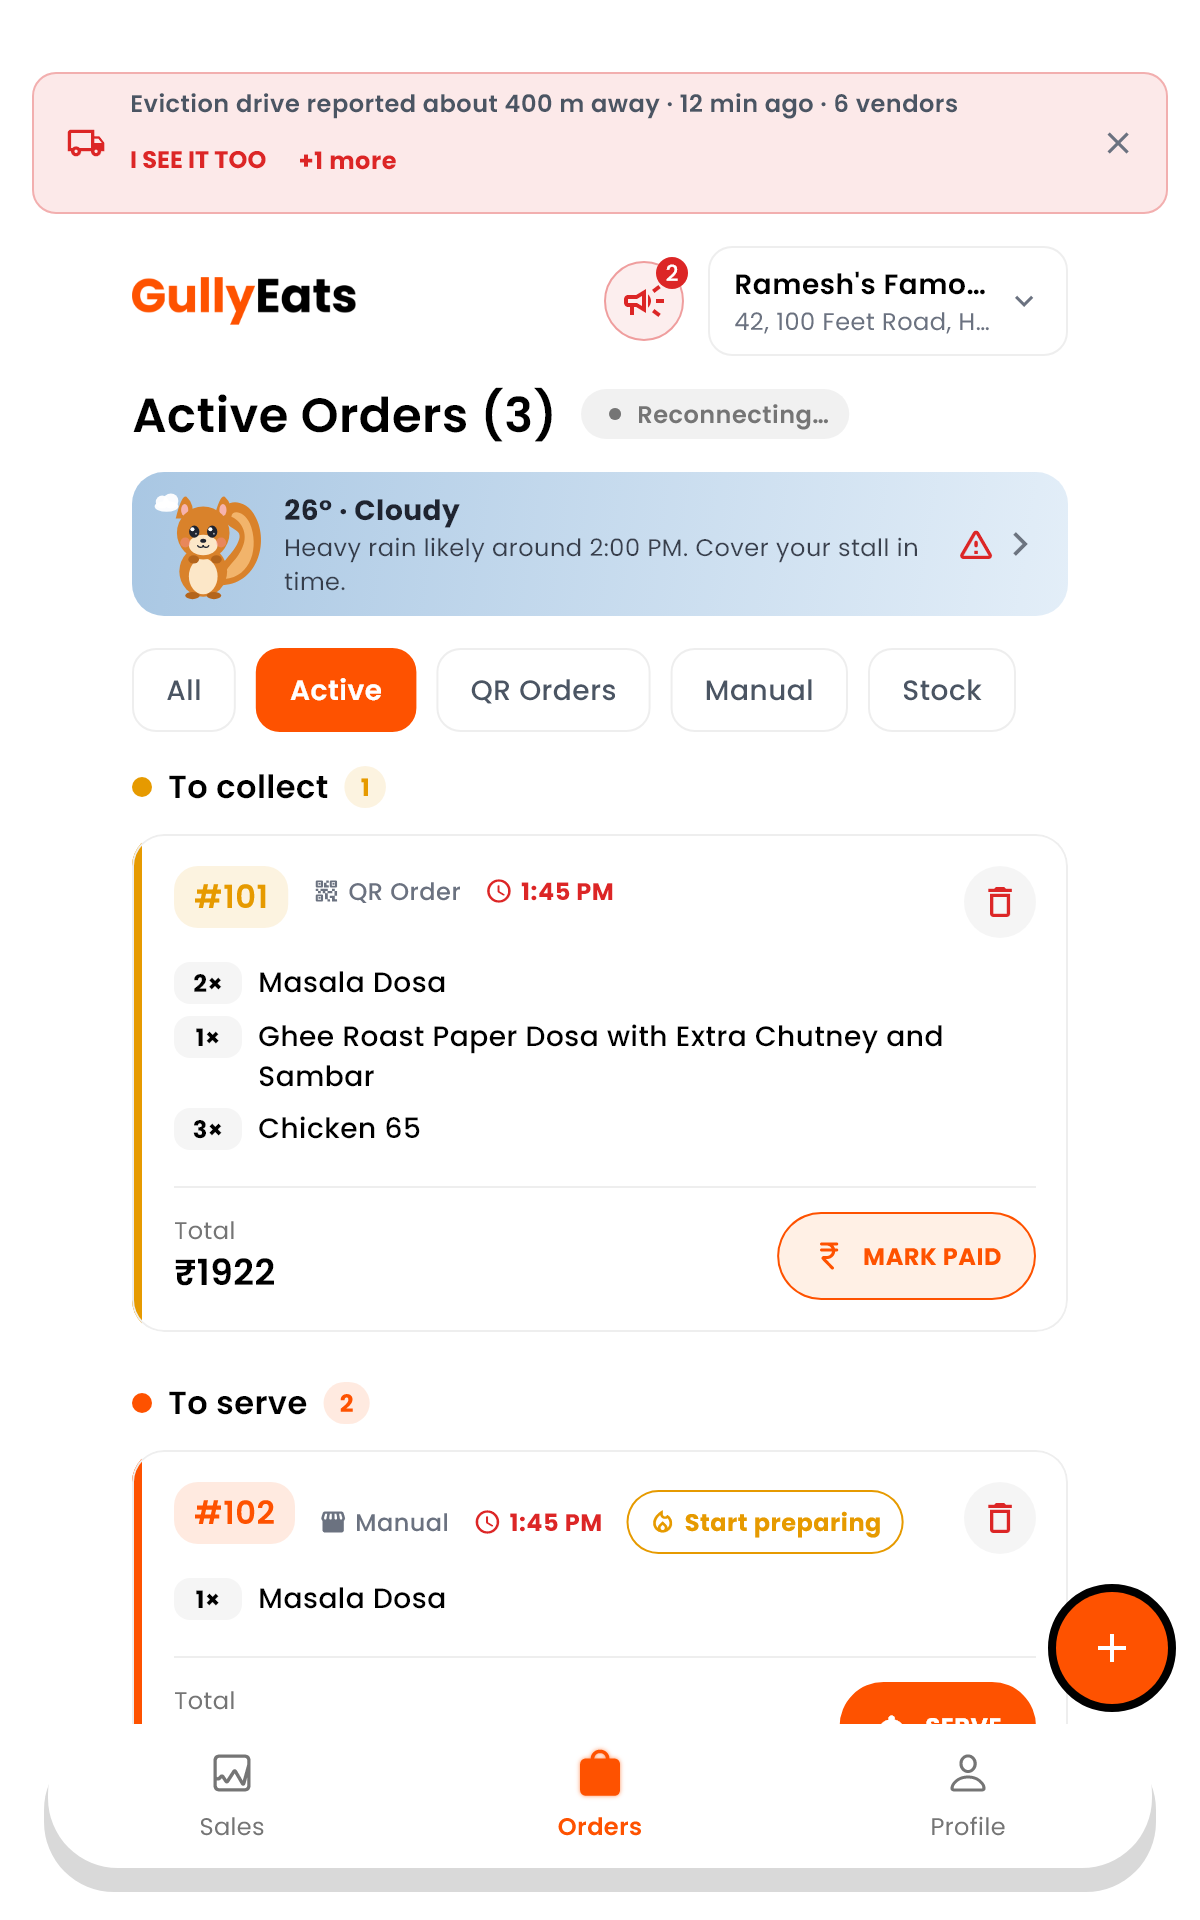 Eviction drive reported about 400 m away · 12 min ago · 6 vendors
I SEE IT TOO +1 more
GullyEats
2
Ramesh's Famo...
42, 100 Feet Road, H...
Active Orders (3)
Reconnecting...
26° · Cloudy
Heavy rain likely around 2:00 PM. Cover your stall in
time.
All
Active
QR Orders
Manual
Stock
To collect 1
#101 QR Order 1:45 PM
2× Masala Dosa
1× Ghee Roast Paper Dosa with Extra Chutney and
Sambar
3× Chicken 65
Total
₹1922
₹ MARK PAID
To serve 2
#102 Manual 1:45 PM Start preparing
1× Masala Dosa
Total
SERVE
Sales
Orders
Profile